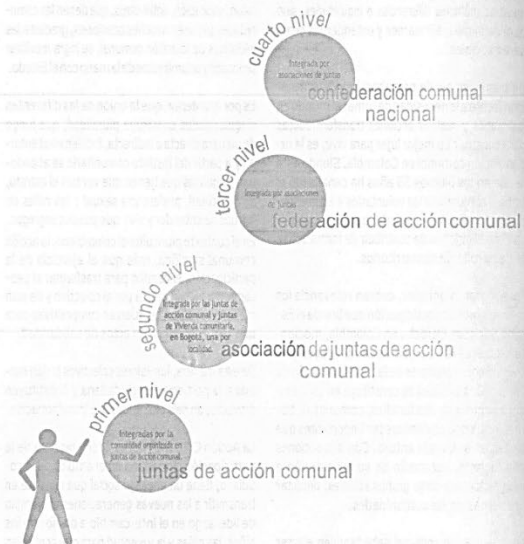 cuarto nivel
Integrada por
asociaciones de juntas
confederación comunal
nacional
tercer nivel
Integrada por asociaciones
de juntas
federación de acción comunal
segundo nivel
Integrada por las juntas de
acción comunal y juntas
de Vivienda comunitaria,
en Bogotá, una por
localidad.
asociación de juntas de acción
comunal
primer nivel
Integradas por la
comunidad organizada en
juntas de acción comunal.
juntas de acción comunal